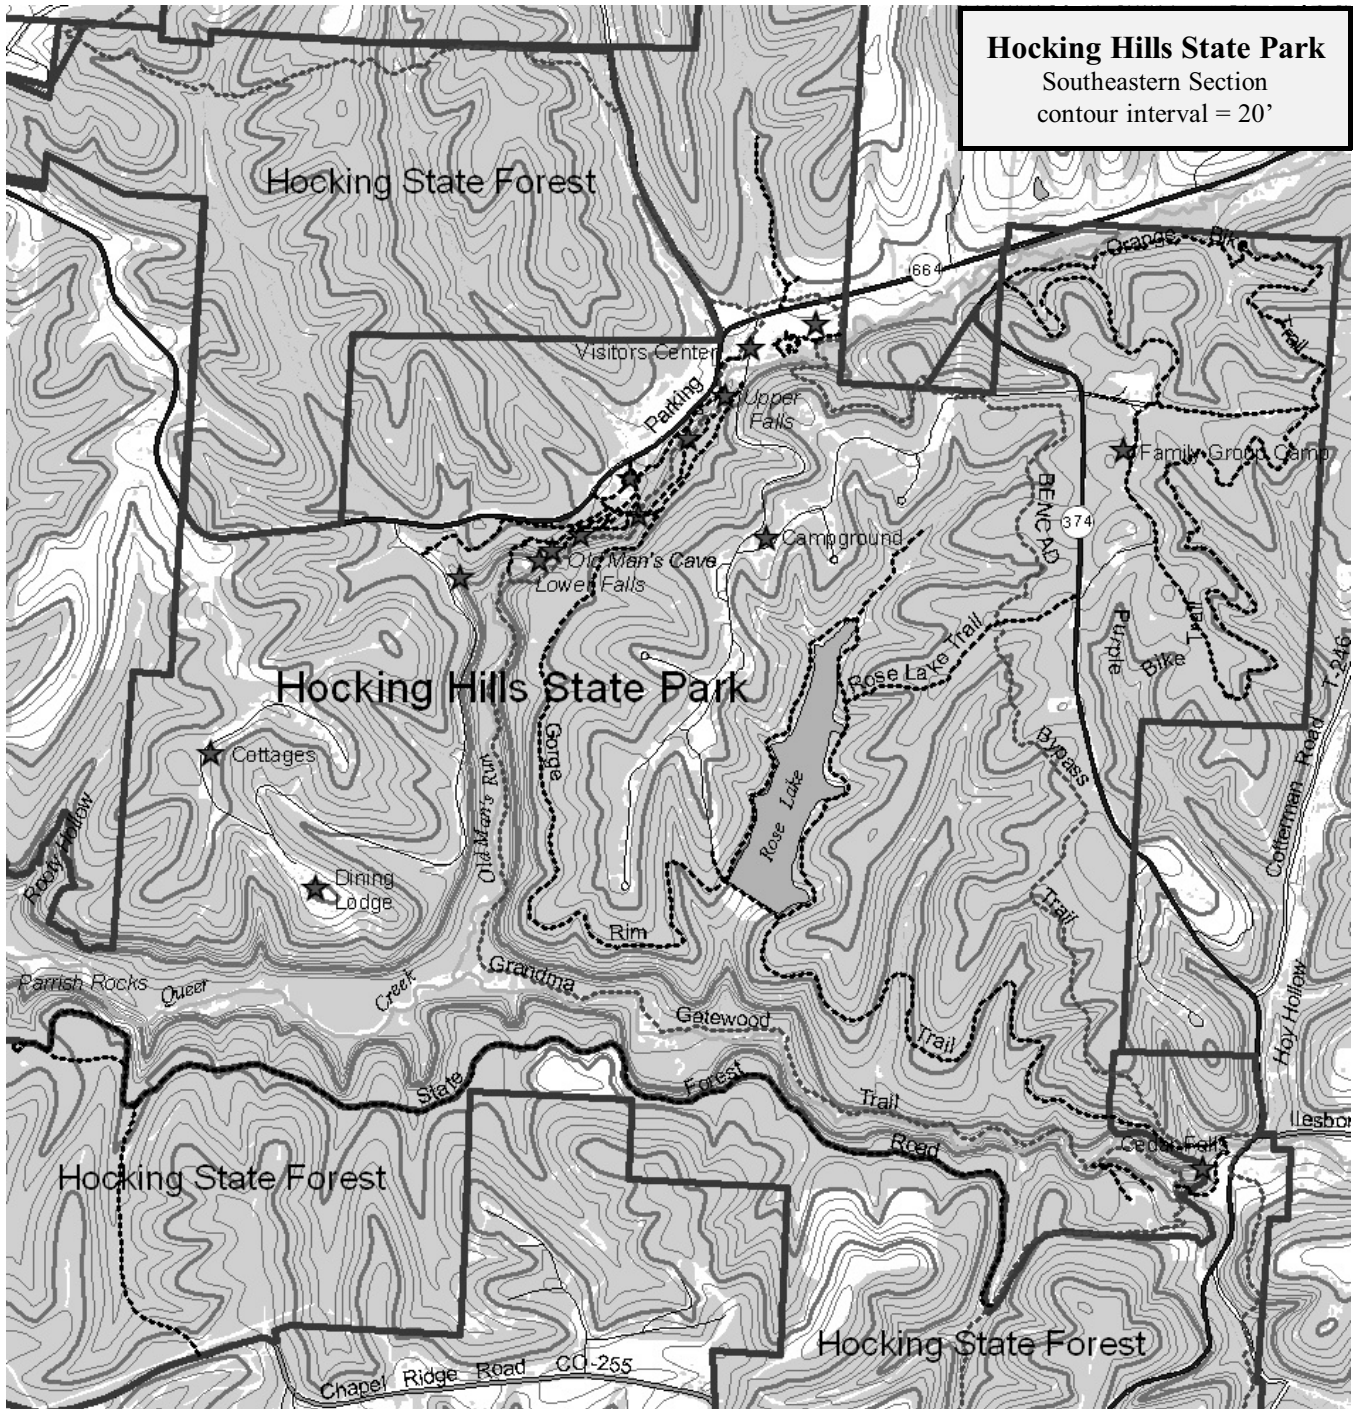 Hocking Hills State Park
Southeastern Section
contour interval = 20’
Hocking State Forest
Orange Bike
Trail
664
Visitors Center
Parking
Upper
Falls
Family Group Camp
BENCAD
374
Campground
Old Man's Cave
Lower Falls
Rose Lake Trail
Purple
Bike
Trail
T-246
Hocking Hills State Park
Cottages
Gorge
Old Man's Run
Rose Lake
Bypass
Cotterman Road
Rocky Hollow
Dining
Lodge
Trail
Rim
Parrish Rocks
Queer
Creek
Grandma
Gatewood
Trail
Hoy Hollow
State
Forest
Trail
Road
Cedar Falls
Ilesbor
Hocking State Forest
Hocking State Forest
Chapel Ridge Road CO-255